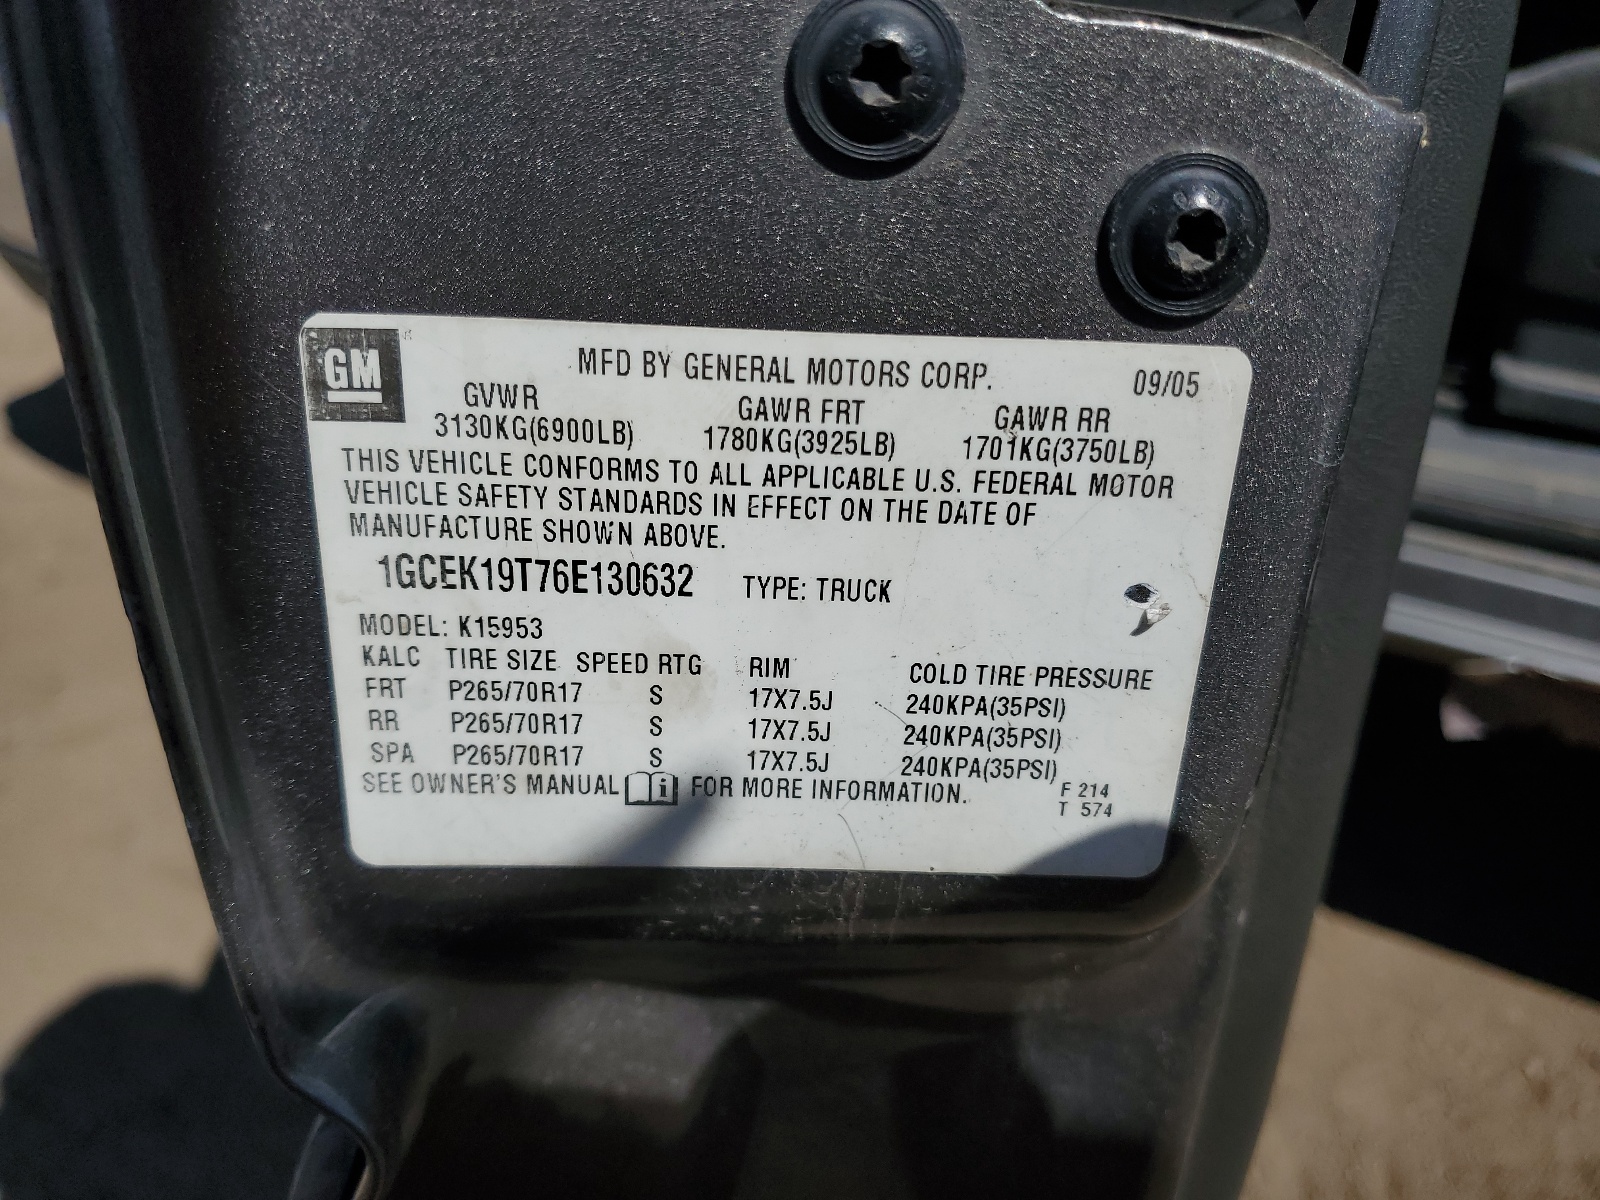 GM
MFD BY GENERAL MOTORS CORP. 09/05
GVWR GAWR FRT GAWR RR
3130KG(6900LB) 1780KG(3925LB) 1701KG(3750LB)
THIS VEHICLE CONFORMS TO ALL APPLICABLE U.S. FEDERAL MOTOR
VEHICLE SAFETY STANDARDS IN EFFECT ON THE DATE OF
MANUFACTURE SHOWN ABOVE.
1GCEK19T76E130632 TYPE: TRUCK
MODEL: K15953
KALC TIRE SIZE SPEED RTG RIM COLD TIRE PRESSURE
FRT P265/70R17 S 17X7.5J 240KPA(35PSI)
RR P265/70R17 S 17X7.5J 240KPA(35PSI)
SPA P265/70R17 S 17X7.5J 240KPA(35PSI)
SEE OWNER'S MANUAL i FOR MORE INFORMATION.
F 214
T 574